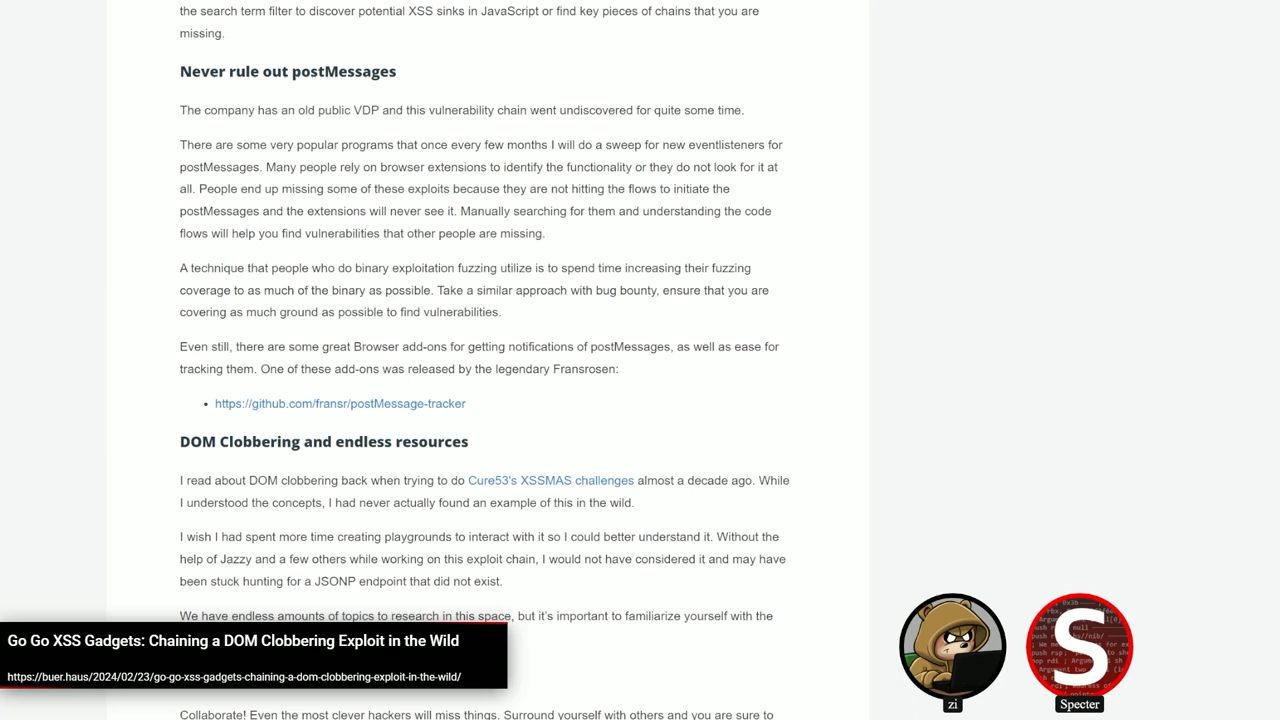 the search term filter to discover potential XSS sinks in JavaScript or find key pieces of chains that you are
missing.
Never rule out postMessages
The company has an old public VDP and this vulnerability chain went undiscovered for quite some time.
There are some very popular programs that once every few months I will do a sweep for new eventlisteners for
postMessages. Many people rely on browser extensions to identify the functionality or they do not look for it at
all. People end up missing some of these exploits because they are not hitting the flows to initiate the
postMessages and the extensions will never see it. Manually searching for them and understanding the code
flows will help you find vulnerabilities that other people are missing.
A technique that people who do binary exploitation fuzzing utilize is to spend time increasing their fuzzing
coverage to as much of the binary as possible. Take a similar approach with bug bounty, ensure that you are
covering as much ground as possible to find vulnerabilities.
Even still, there are some great Browser add-ons for getting notifications of postMessages, as well as ease for
tracking them. One of these add-ons was released by the legendary Fransrosen:
• https://github.com/fransr/postMessage-tracker
DOM Clobbering and endless resources
I read about DOM clobbering back when trying to do Cure53's XSSMAS challenges almost a decade ago. While
I understood the concepts, I had never actually found an example of this in the wild.
I wish I had spent more time creating playgrounds to interact with it so I could better understand it. Without the
help of Jazzy and a few others while working on this exploit chain, I would not have considered it and may have
been stuck hunting for a JSONP endpoint that did not exist.
We have endless amounts of topics to research in this space, but it's important to familiarize yourself with the
Go Go XSS Gadgets: Chaining a DOM Clobbering Exploit in the Wild
https://buer.haus/2024/02/23/go-go-xss-gadgets-chaining-a-dom-clobbering-exploit-in-the-wild/
Collaborate! Even the most clever hackers will miss things. Surround yourself with others and you are sure to
S
zi
Specter